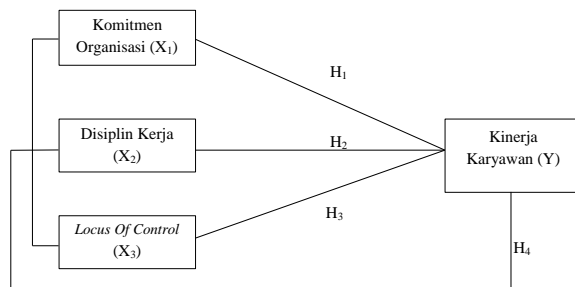 Komitmen
Organisasi (X₁)
H₁
Disiplin Kerja
(X₂)
H₂
Kinerja
Karyawan (Y)
H₃
Locus Of Control
(X₃)
H₄